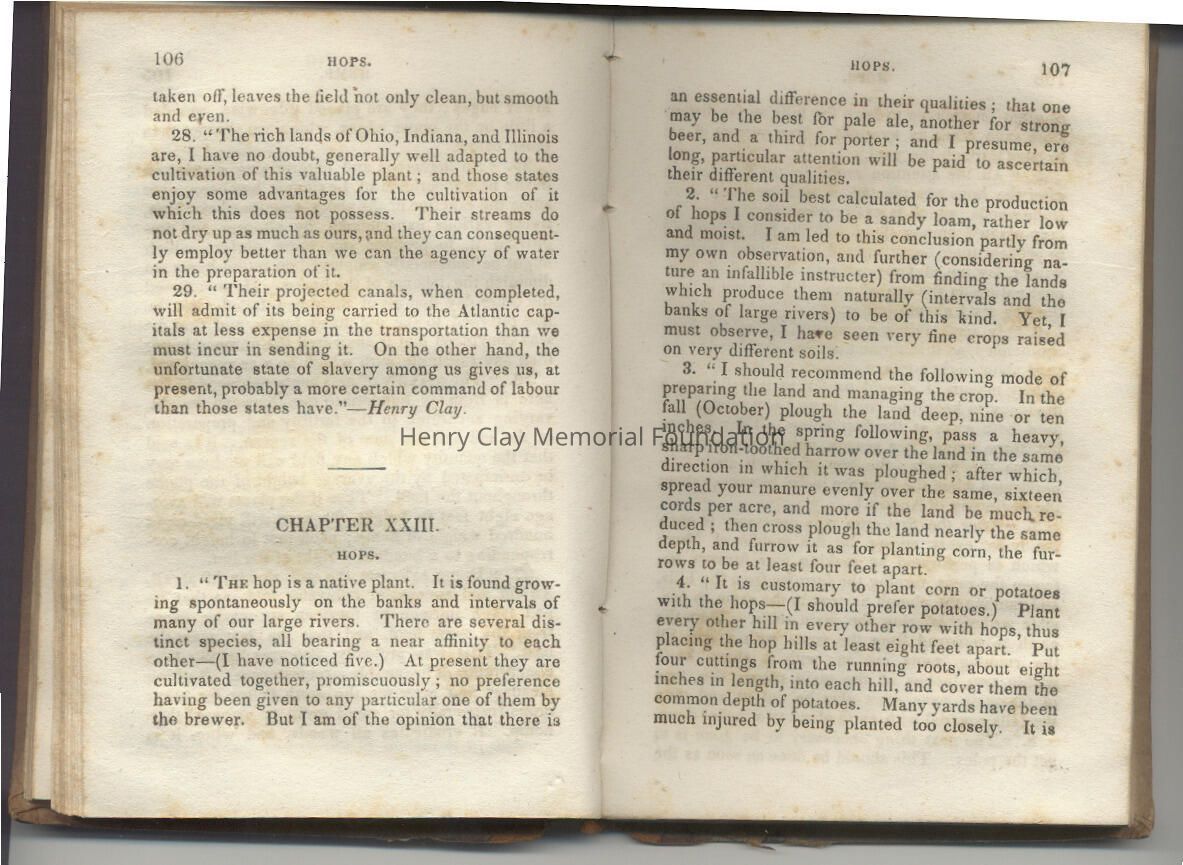 106
HOPS.
taken off, leaves the field not only clean, but smooth
and even.
28. "The rich lands of Ohio, Indiana, and Illinois
are, I have no doubt, generally well adapted to the
cultivation of this valuable plant; and those states
enjoy some advantages for the cultivation of it
which this does not possess. Their streams do
not dry up as much as ours, and they can consequent-
ly employ better than we can the agency of water
in the preparation of it.
29. "Their projected canals, when completed,
will admit of its being carried to the Atlantic cap-
itals at less expense in the transportation than we
must incur in sending it. On the other hand, the
unfortunate state of slavery among us gives us, at
present, probably a more certain command of labour
than those states have."—Henry Clay.
CHAPTER XXIII.
HOPS.
1. "THE hop is a native plant. It is found grow-
ing spontaneously on the banks and intervals of
many of our large rivers. There are several dis-
tinct species, all bearing a near affinity to each
other—(I have noticed five.) At present they are
cultivated together, promiscuously; no preference
having been given to any particular one of them by
the brewer. But I am of the opinion that there is
HOPS.
107
an essential difference in their qualities; that one
may be the best for pale ale, another for strong
beer, and a third for porter; and I presume, ere
long, particular attention will be paid to ascertain
their different qualities.
2. "The soil best calculated for the production
of hops I consider to be a sandy loam, rather low
and moist. I am led to this conclusion partly from
my own observation, and further (considering na-
ture an infallible instructer) from finding the lands
which produce them naturally (intervals and the
banks of large rivers) to be of this kind. Yet, I
must observe, I have seen very fine crops raised
on very different soils.
3. "I should recommend the following mode of
preparing the land and managing the crop. In the
fall (October) plough the land deep, nine or ten
inches. In the spring following, pass a heavy,
sharp iron-toothed harrow over the land in the same
direction in which it was ploughed; after which,
spread your manure evenly over the same, sixteen
cords per acre, and more if the land be much re-
duced; then cross plough the land nearly the same
depth, and furrow it as for planting corn, the fur-
rows to be at least four feet apart.
4. "It is customary to plant corn or potatoes
with the hops—(I should prefer potatoes.) Plant
every other hill in every other row with hops, thus
placing the hop hills at least eight feet apart. Put
four cuttings from the running roots, about eight
inches in length, into each hill, and cover them the
common depth of potatoes. Many yards have been
much injured by being planted too closely. It is
Henry Clay Memorial Foundation